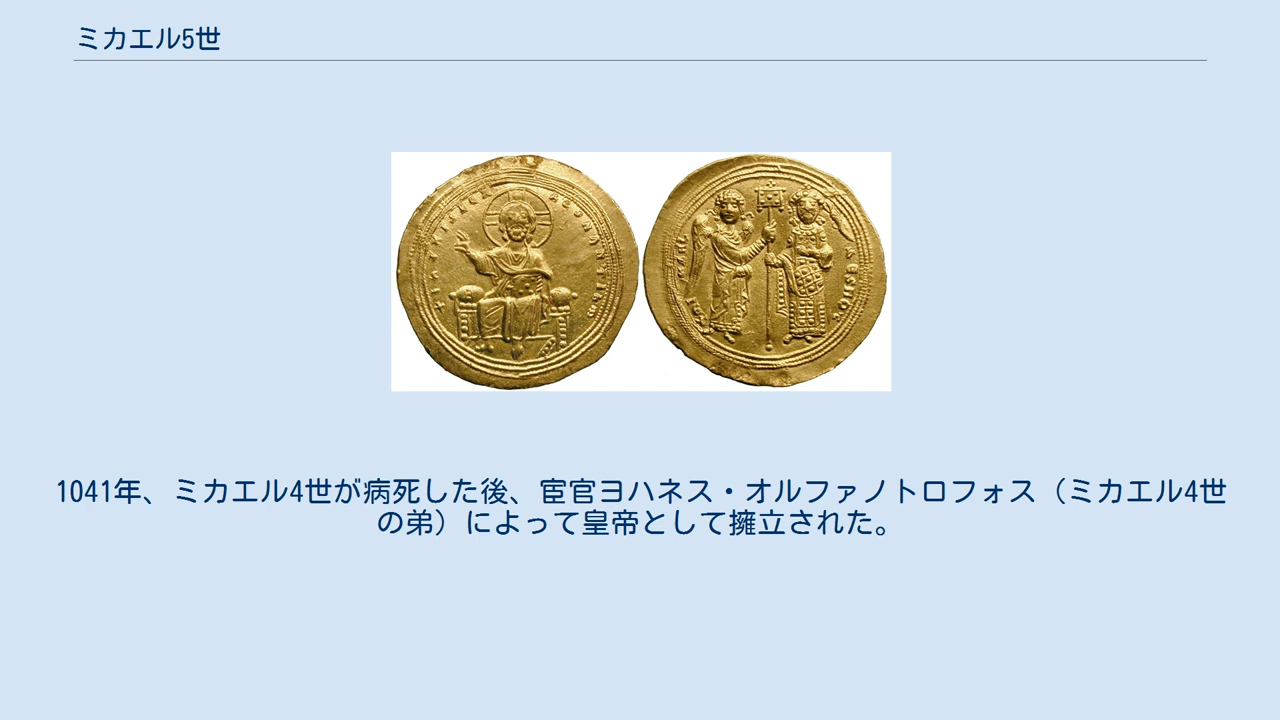 ミカエル5世
1041年、ミカエル4世が病死した後、宦官ヨハネス・オルファノトロフォス（ミカエル4世
の弟）によって皇帝として擁立された。